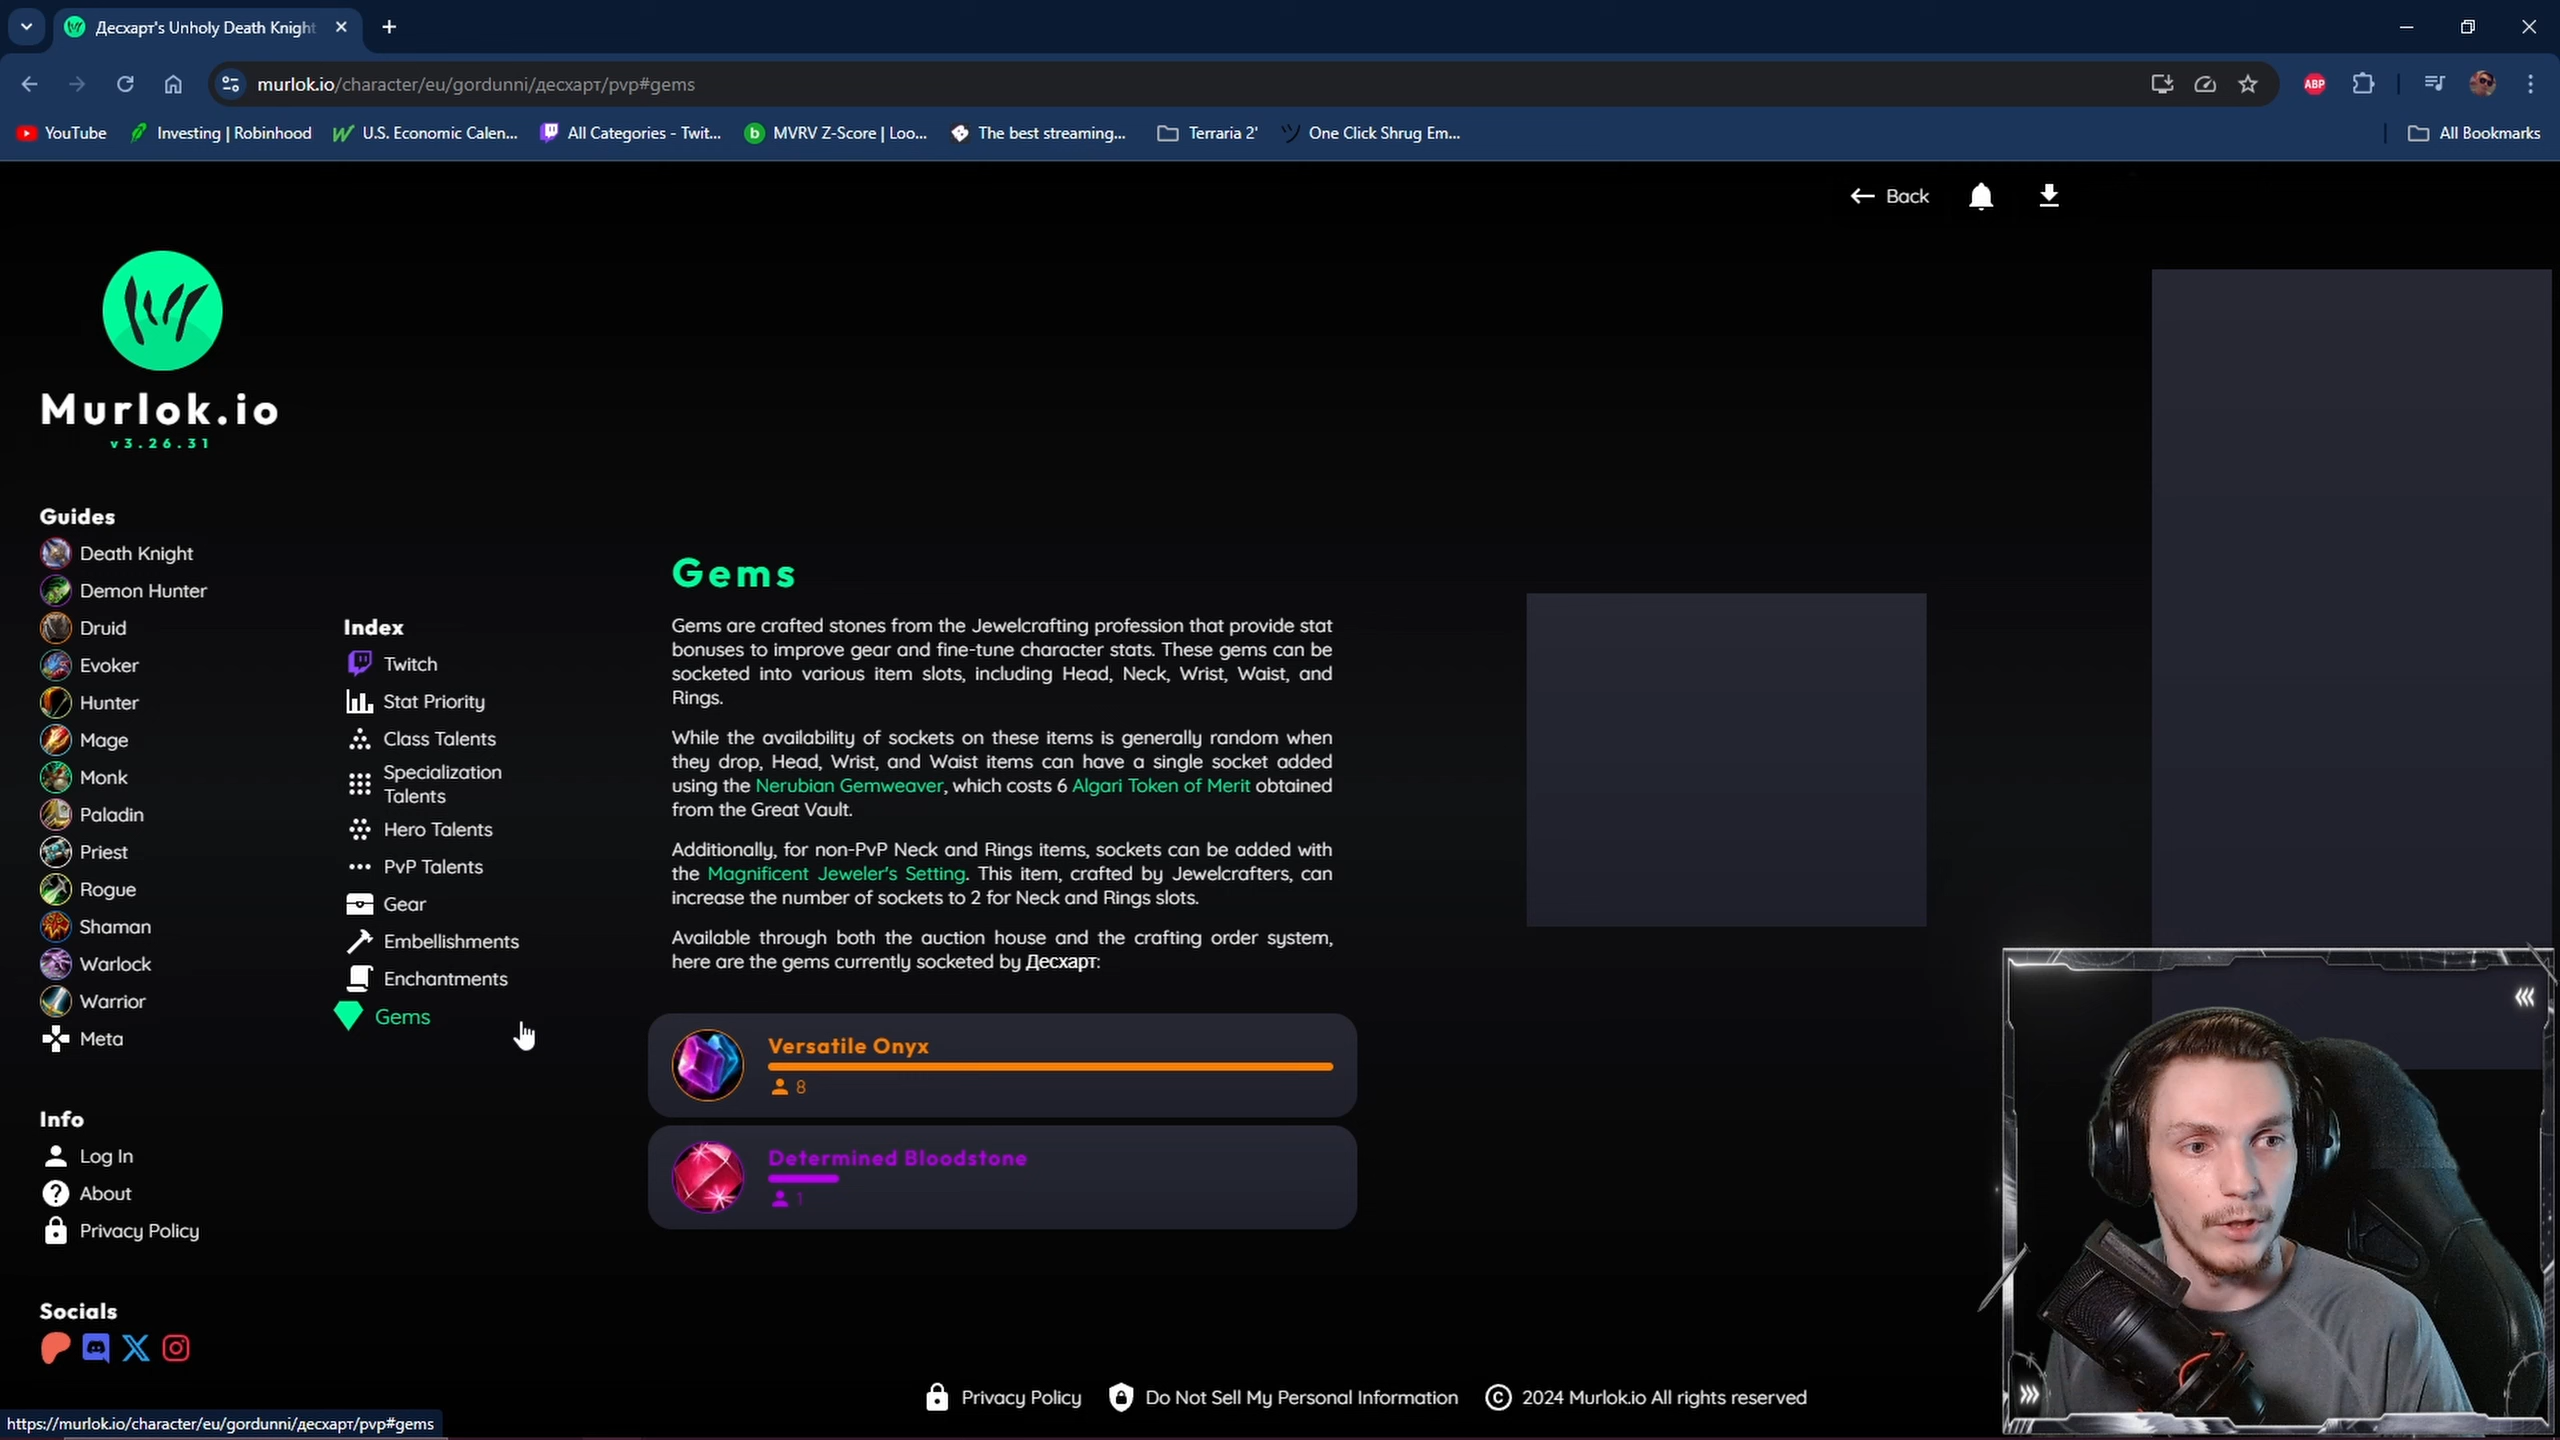 Десхарт's Unholy Death Knight
murlok.io/character/eu/gordunni/десхарт/pvp#gems
ABP
YouTube
Investing | Robinhood
U.S. Economic Calen...
All Categories - Twit...
MVRV Z-Score | Loo...
The best streaming...
Terraria 2'
One Click Shrug Em...
All Bookmarks
Back
Murlok.io
v3.26.31
Guides
Death Knight
Demon Hunter
Druid
Evoker
Hunter
Mage
Monk
Paladin
Priest
Rogue
Shaman
Warlock
Warrior
Meta
Info
Log In
About
Privacy Policy
Socials
Index
Twitch
Stat Priority
Class Talents
Specialization
Talents
Hero Talents
PvP Talents
Gear
Embellishments
Enchantments
Gems
Gems
Gems are crafted stones from the Jewelcrafting profession that provide stat
bonuses to improve gear and fine-tune character stats. These gems can be
socketed into various item slots, including Head, Neck, Wrist, Waist, and
Rings.
While the availability of sockets on these items is generally random when
they drop, Head, Wrist, and Waist items can have a single socket added
using the Nerubian Gemweaver, which costs 6 Algari Token of Merit obtained
from the Great Vault.
Additionally, for non-PvP Neck and Rings items, sockets can be added with
the Magnificent Jeweler's Setting. This item, crafted by Jewelcrafters, can
increase the number of sockets to 2 for Neck and Rings slots.
Available through both the auction house and the crafting order system,
here are the gems currently socketed by Десхарт:
Versatile Onyx
8
Determined Bloodstone
1
Privacy Policy
Do Not Sell My Personal Information
2024 Murlok.io All rights reserved
https://murlok.io/character/eu/gordunni/десхарт/pvp#gems